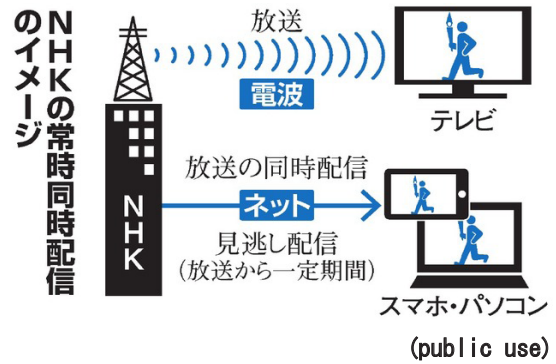 NHKの常時同時配信
のイメージ
放送
電波
テレビ
NHK
放送の同時配信
ネット
見逃し配信
(放送から一定期間)
スマホ・パソコン
(public use)